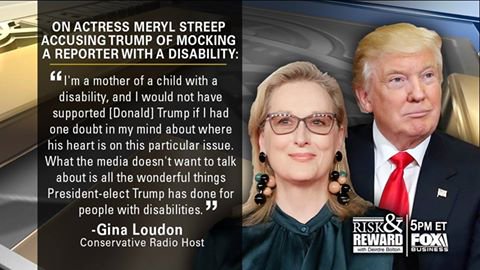 ON ACTRESS MERYL STREEP
ACCUSING TRUMP OF MOCKING
A REPORTER WITH A DISABILITY:
“I'm a mother of a child with a
disability, and I would not have
supported [Donald] Trump if I had
one doubt in my mind about where
his heart is on this particular issue.
What the media doesn't want to talk
about is all the wonderful things
President-elect Trump has done for
people with disabilities.”
-Gina Loudon
Conservative Radio Host
RISK&
REWARD
with Deirdre Bolton
5PM ET
FOX
BUSINESS